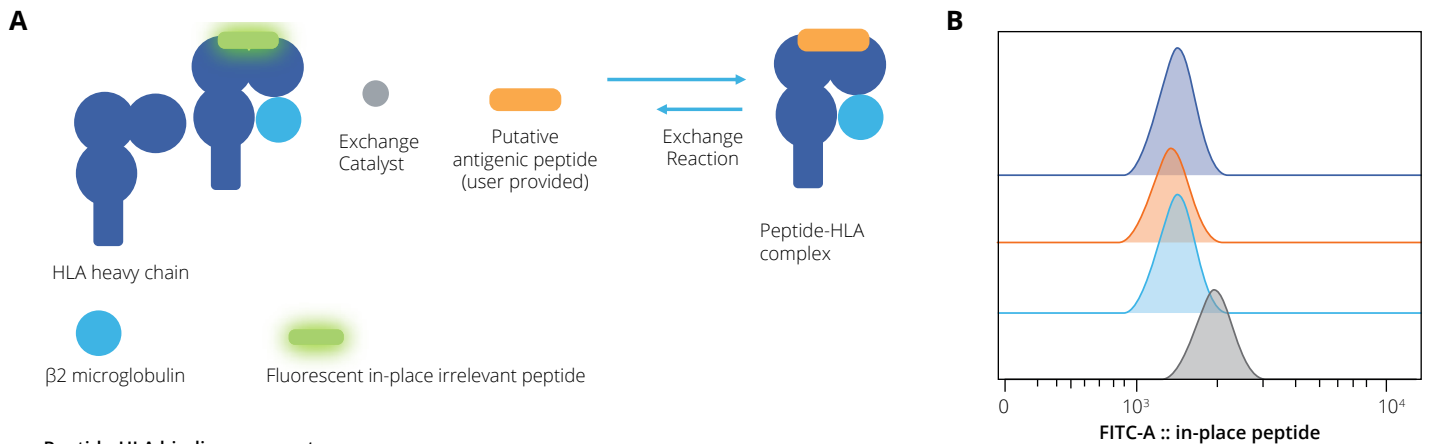 A
B
Exchange
Catalyst
Putative
antigenic peptide
(user provided)
Exchange
Reaction
Peptide-HLA
complex
HLA heavy chain
β2 microglobulin
Fluorescent in-place irrelevant peptide
0
10³
10⁴
FITC-A :: in-place peptide